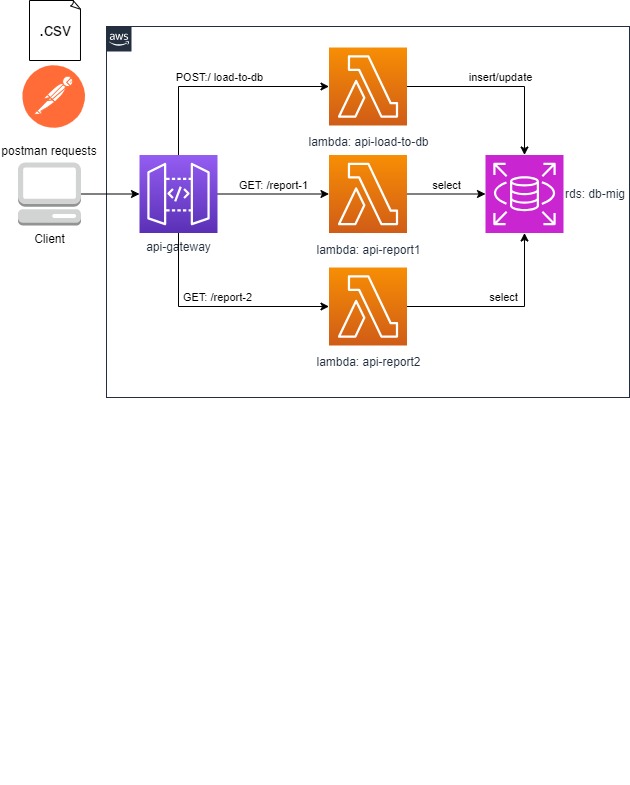 .CSV
aws
POST:/ load-to-db
insert/update
postman requests
lambda: api-load-to-db
GET: /report-1
select
rds: db-mig
Client
api-gateway
lambda: api-report1
GET: /report-2
select
lambda: api-report2